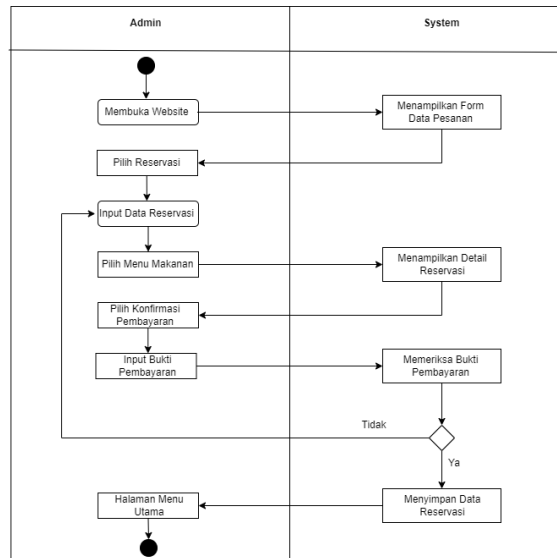 Admin
System
Membuka Website
Menampilkan Form
Data Pesanan
Pilih Reservasi
Input Data Reservasi
Pilih Menu Makanan
Menampilkan Detail
Reservasi
Pilih Konfirmasi
Pembayaran
Input Bukti
Pembayaran
Memeriksa Bukti
Pembayaran
Tidak
Ya
Halaman Menu
Utama
Menyimpan Data
Reservasi